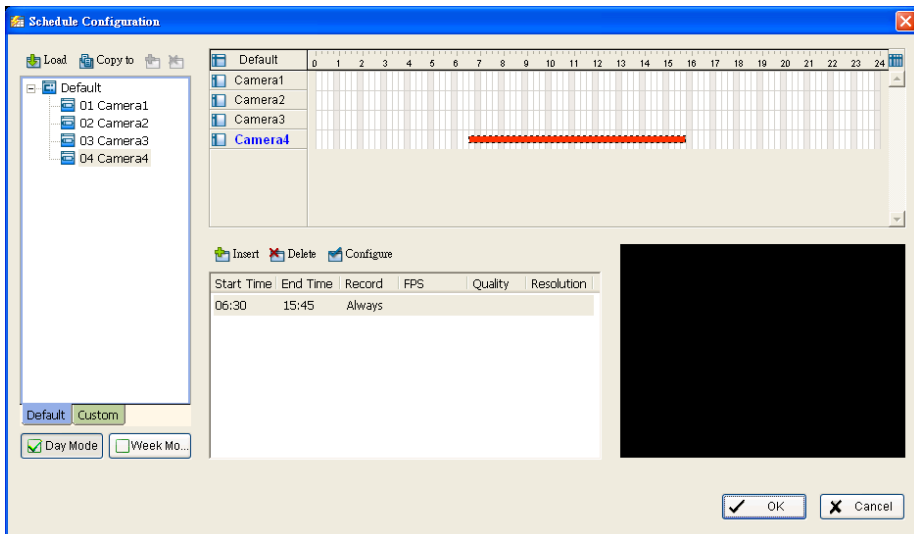 Schedule Configuration
Load Copy to
Default
01 Camera1
02 Camera2
03 Camera3
04 Camera4
Default Custom
Day Mode Week Mo...
Default 0 1 2 3 4 5 6 7 8 9 10 11 12 13 14 15 16 17 18 19 20 21 22 23 24
Camera1
Camera2
Camera3
Camera4
Insert Delete Configure
Start Time End Time Record FPS Quality Resolution
06:30 15:45 Always
OK Cancel